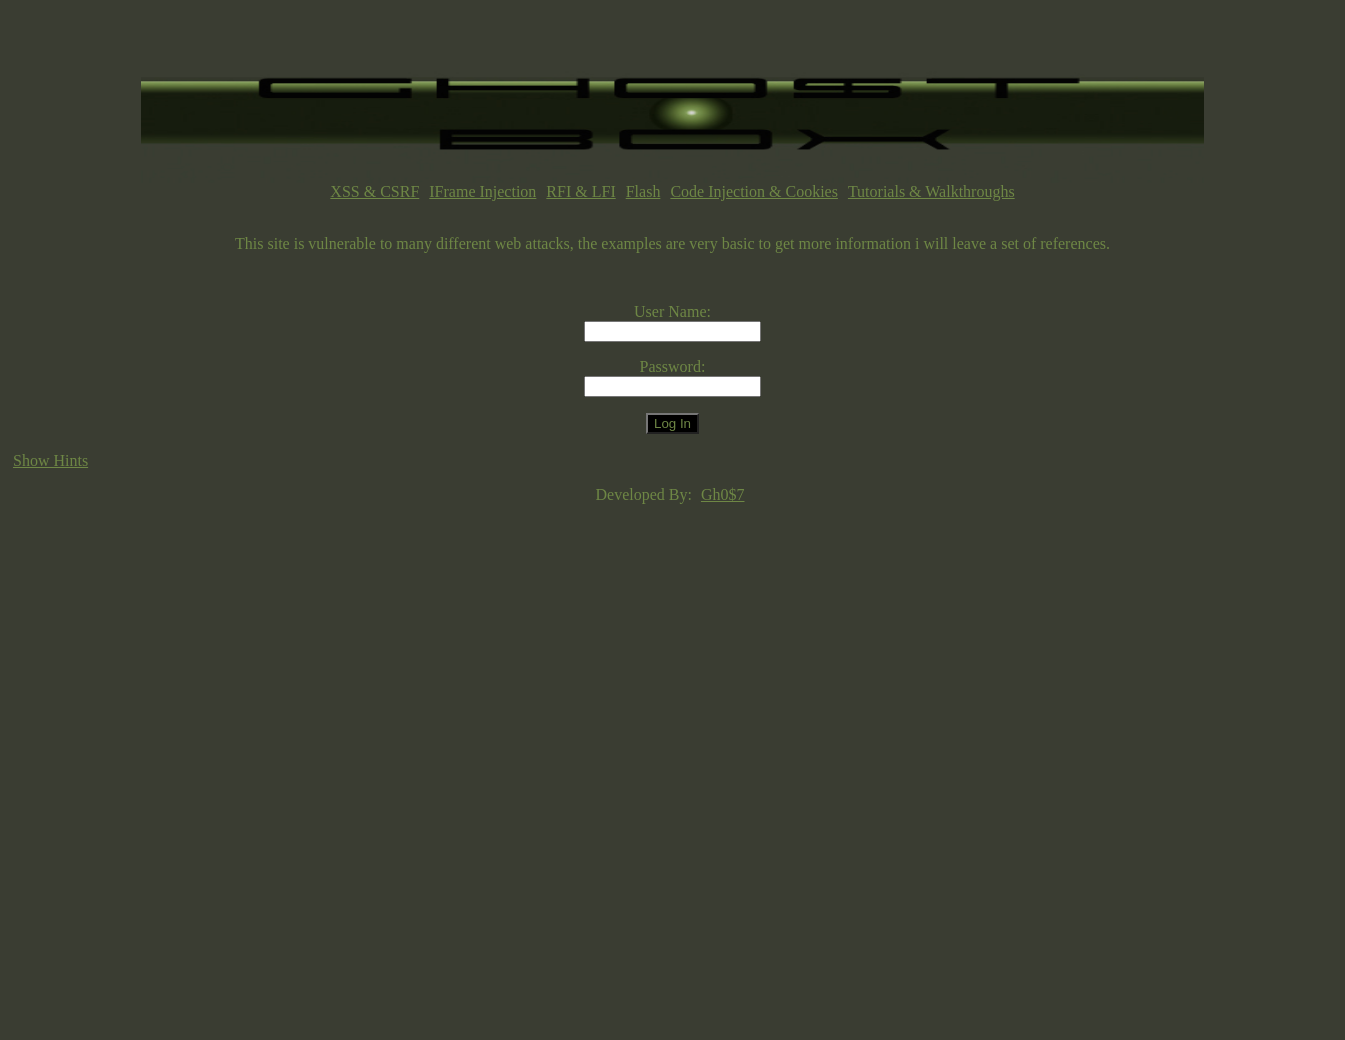 GHOST
BOX
XSS & CSRF IFrame Injection RFI & LFI Flash Code Injection & Cookies Tutorials & Walkthroughs
This site is vulnerable to many different web attacks, the examples are very basic to get more information i will leave a set of references.
User Name:
Password:
Log In
Show Hints
Developed By: Gh0$7